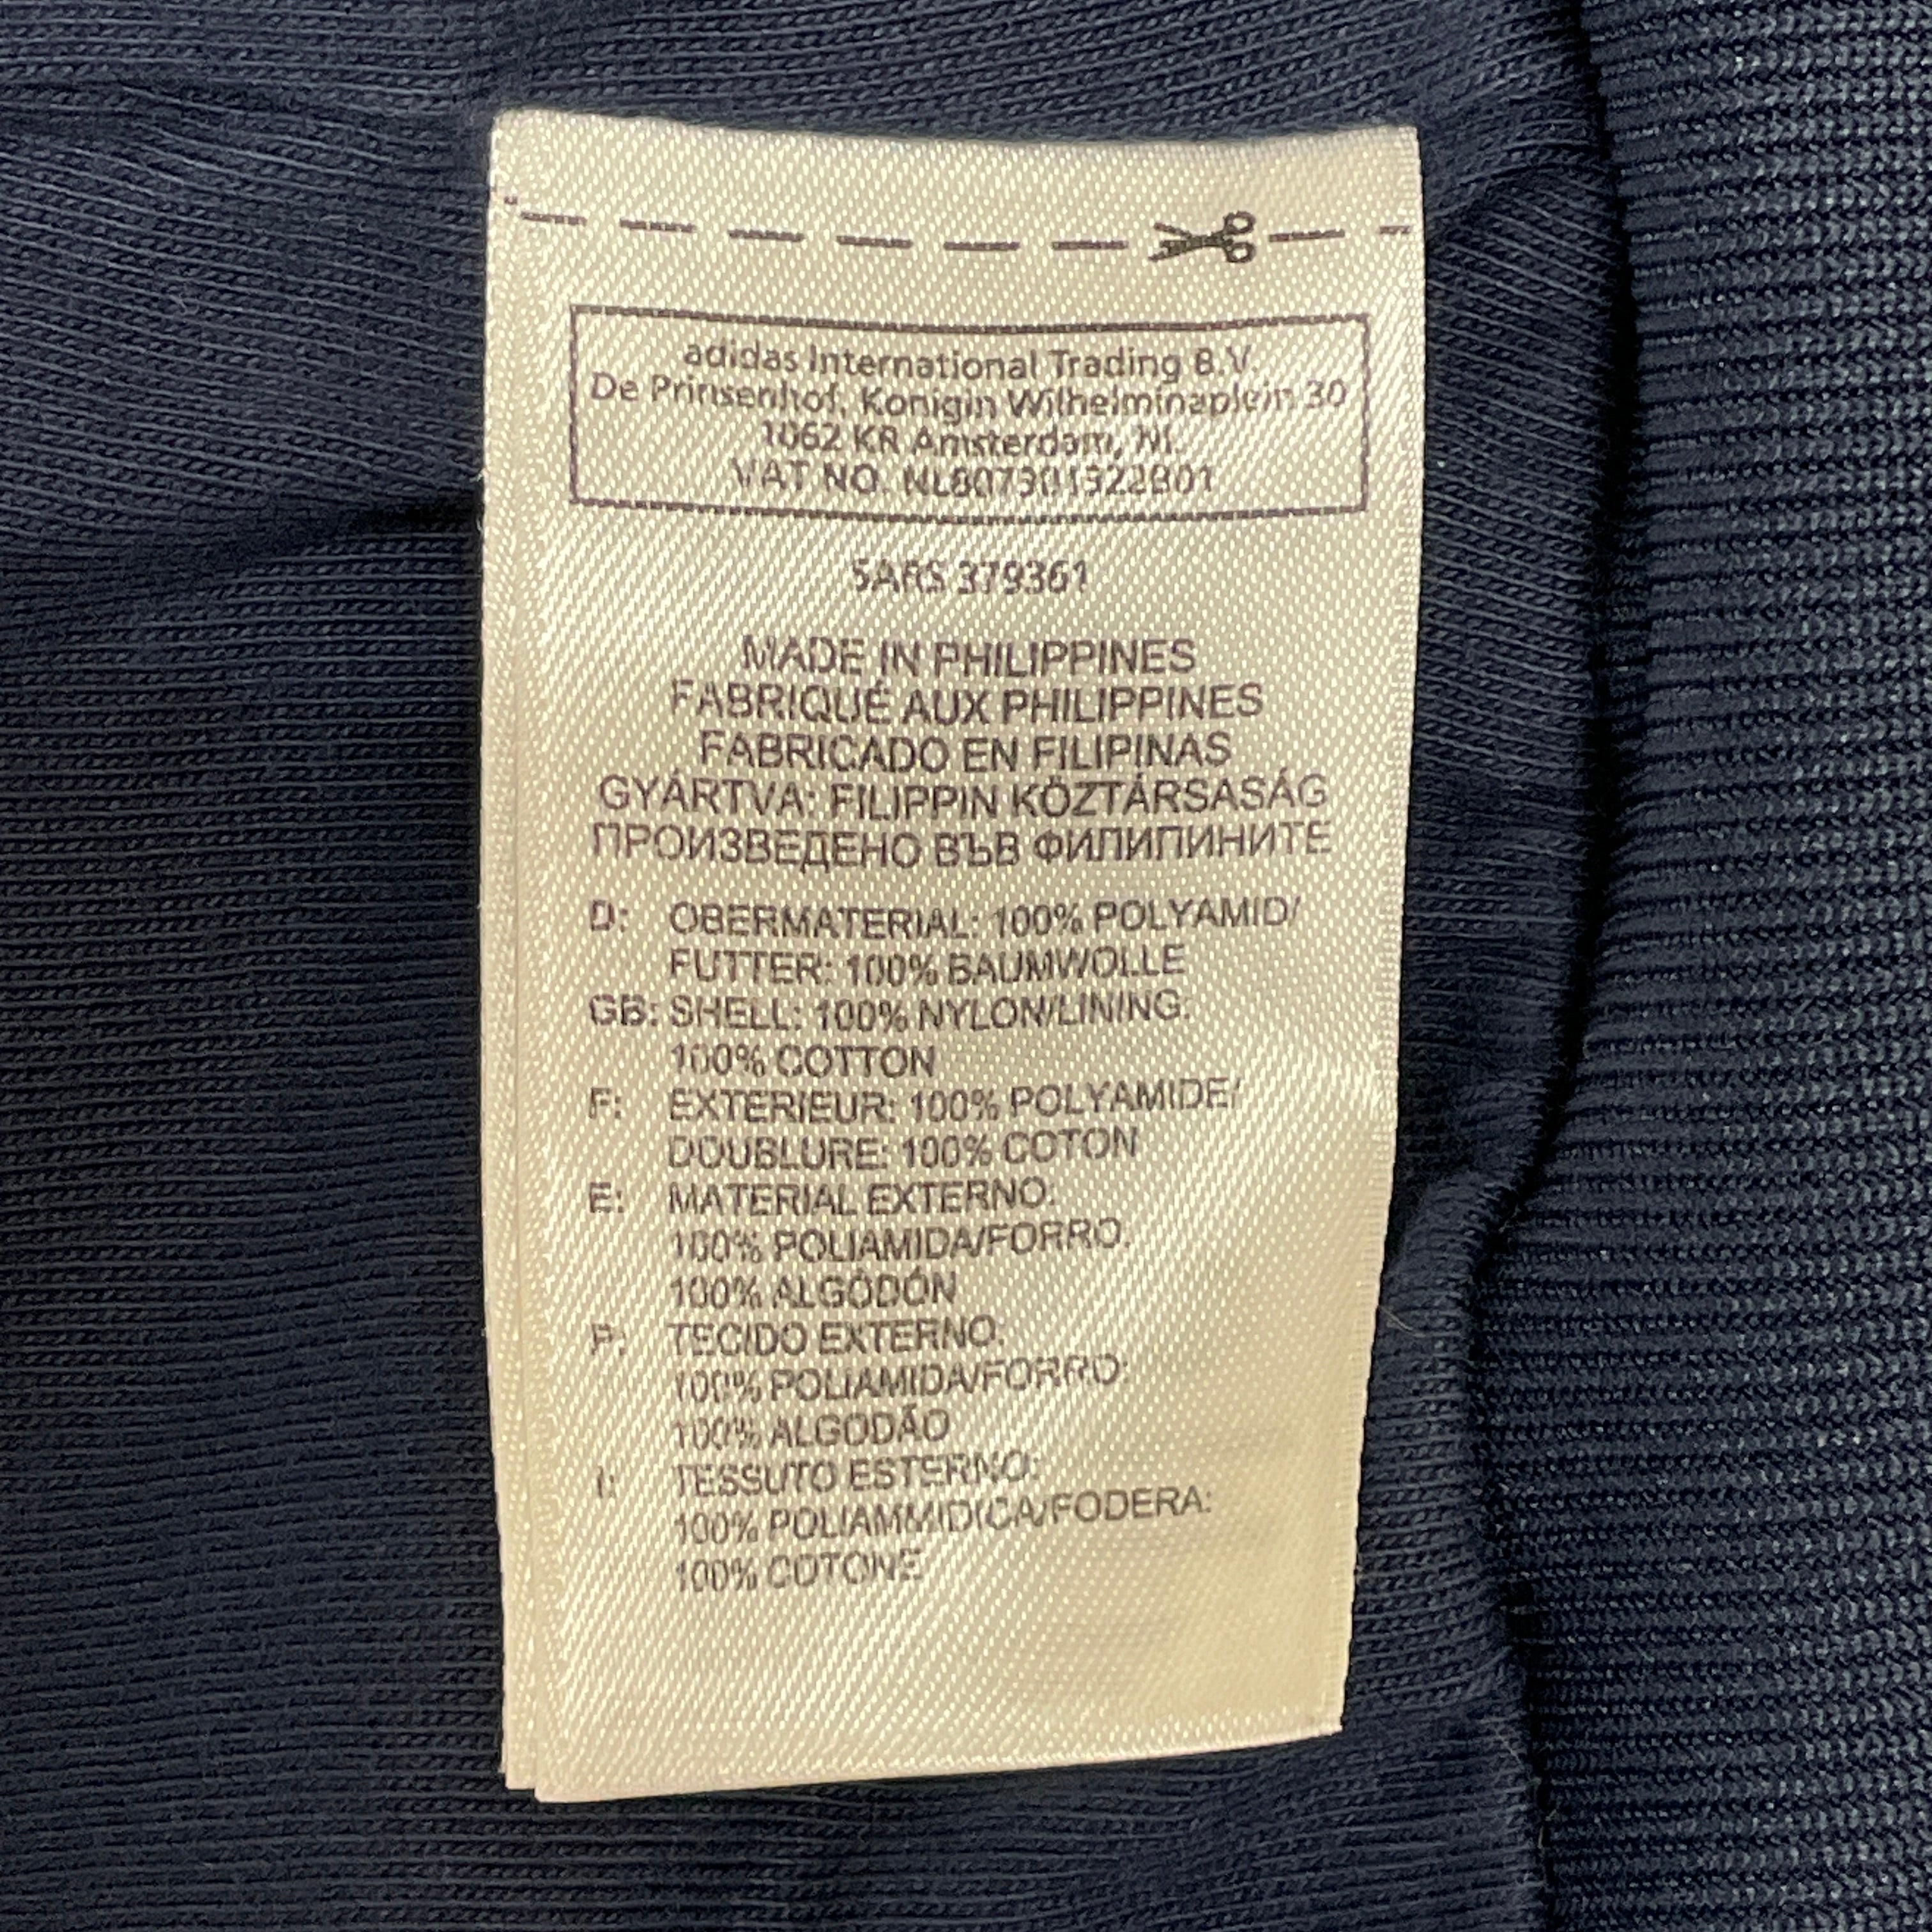 adidas International Trading B.V.
De Prinsenhof, Konigin Wilhelminaplein 30
1062 KR Amsterdam, NL.
VAT NO. NL807301322B01
SARS 379361
MADE IN PHILIPPINES
FABRIQUÉ AUX PHILIPPINES
FABRICADO EN FILIPINAS
GYÁRTVA: FILIPPIN KÖZTÁRSASÁG
ПРОИЗВЕДЕНО ВЪВ ФИЛИПИНИТЕ
D: OBERMATERIAL: 100% POLYAMID/
FUTTER: 100% BAUMWOLLE
GB: SHELL: 100% NYLON/LINING:
100% COTTON
F: EXTERIEUR: 100% POLYAMIDE/
DOUBLURE: 100% COTON
E: MATERIAL EXTERNO:
100% POLIAMIDA/FORRO:
100% ALGODÓN
P: TECIDO EXTERNO:
100% POLIAMIDA/FORRO:
100% ALGODÃO
I: TESSUTO ESTERNO:
100% POLIAMMIDICA/FODERA:
100% COTONE